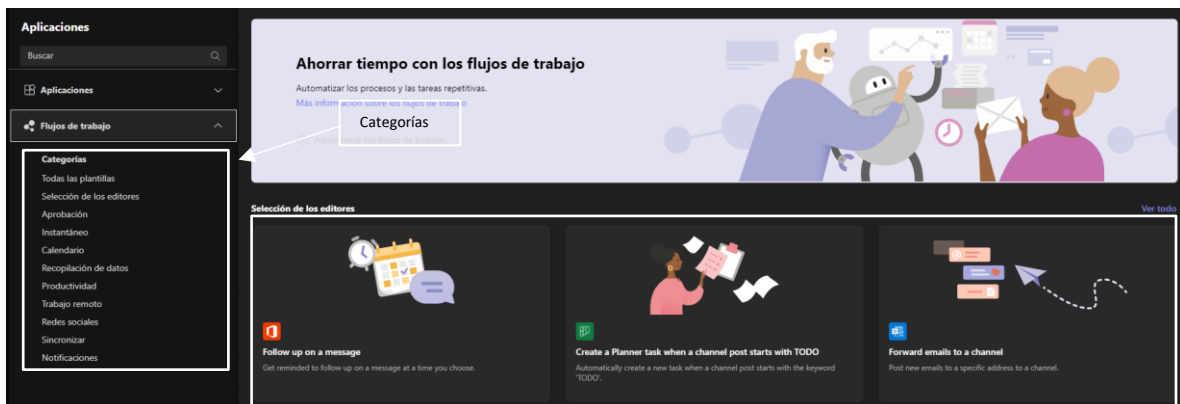 Aplicaciones
Buscar
Aplicaciones
Flujos de trabajo
Categorías
Todas las plantillas
Selección de los editores
Aprobación
Instantáneo
Calendario
Recopilación de datos
Productividad
Trabajo remoto
Redes sociales
Sincronizar
Notificaciones
Ahorrar tiempo con los flujos de trabajo
Automatizar los procesos y las tareas repetitivas.
Más información sobre los flujos de trabajo
Categorías
Administrar los flujos de trabajo
Selección de los editores
Ver todo
Follow up on a message
Get reminded to follow up on a message at a time you choose.
Create a Planner task when a channel post starts with TODO
Automatically create a new task when a channel post starts with the keyword
'TODO'.
Forward emails to a channel
Post new emails to a specific address to a channel.